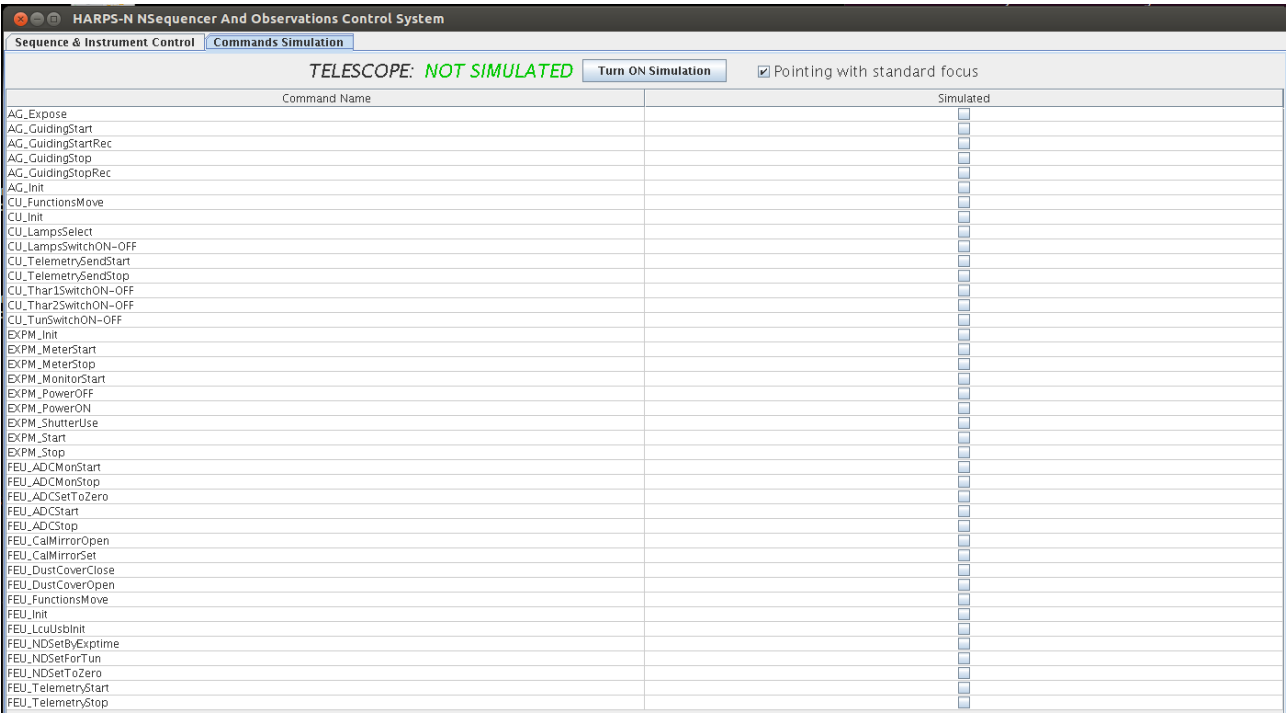 HARPS-N NSequencer And Observations Control System
Sequence & Instrument Control Commands Simulation
TELESCOPE: NOT SIMULATED Turn ON Simulation Pointing with standard focus
Command Name Simulated
AG_Expose
AG_GuidingStart
AG_GuidingStartRec
AG_GuidingStop
AG_GuidingStopRec
AG_Init
CU_FunctionsMove
CU_Init
CU_LampsSelect
CU_LampsSwitchON-OFF
CU_TelemetrySendStart
CU_TelemetrySendStop
CU_Thar1SwitchON-OFF
CU_Thar2SwitchON-OFF
CU_TunSwitchON-OFF
EXPM_Init
EXPM_MeterStart
EXPM_MeterStop
EXPM_MonitorStart
EXPM_PowerOFF
EXPM_PowerON
EXPM_ShutterUse
EXPM_Start
EXPM_Stop
FEU_ADCMonStart
FEU_ADCMonStop
FEU_ADCSetToZero
FEU_ADCStart
FEU_ADCStop
FEU_CalMirrorOpen
FEU_CalMirrorSet
FEU_DustCoverClose
FEU_DustCoverOpen
FEU_FunctionsMove
FEU_Init
FEU_LcuUsbInit
FEU_NDSetByExptime
FEU_NDSetForTun
FEU_NDSetToZero
FEU_TelemetryStart
FEU_TelemetryStop